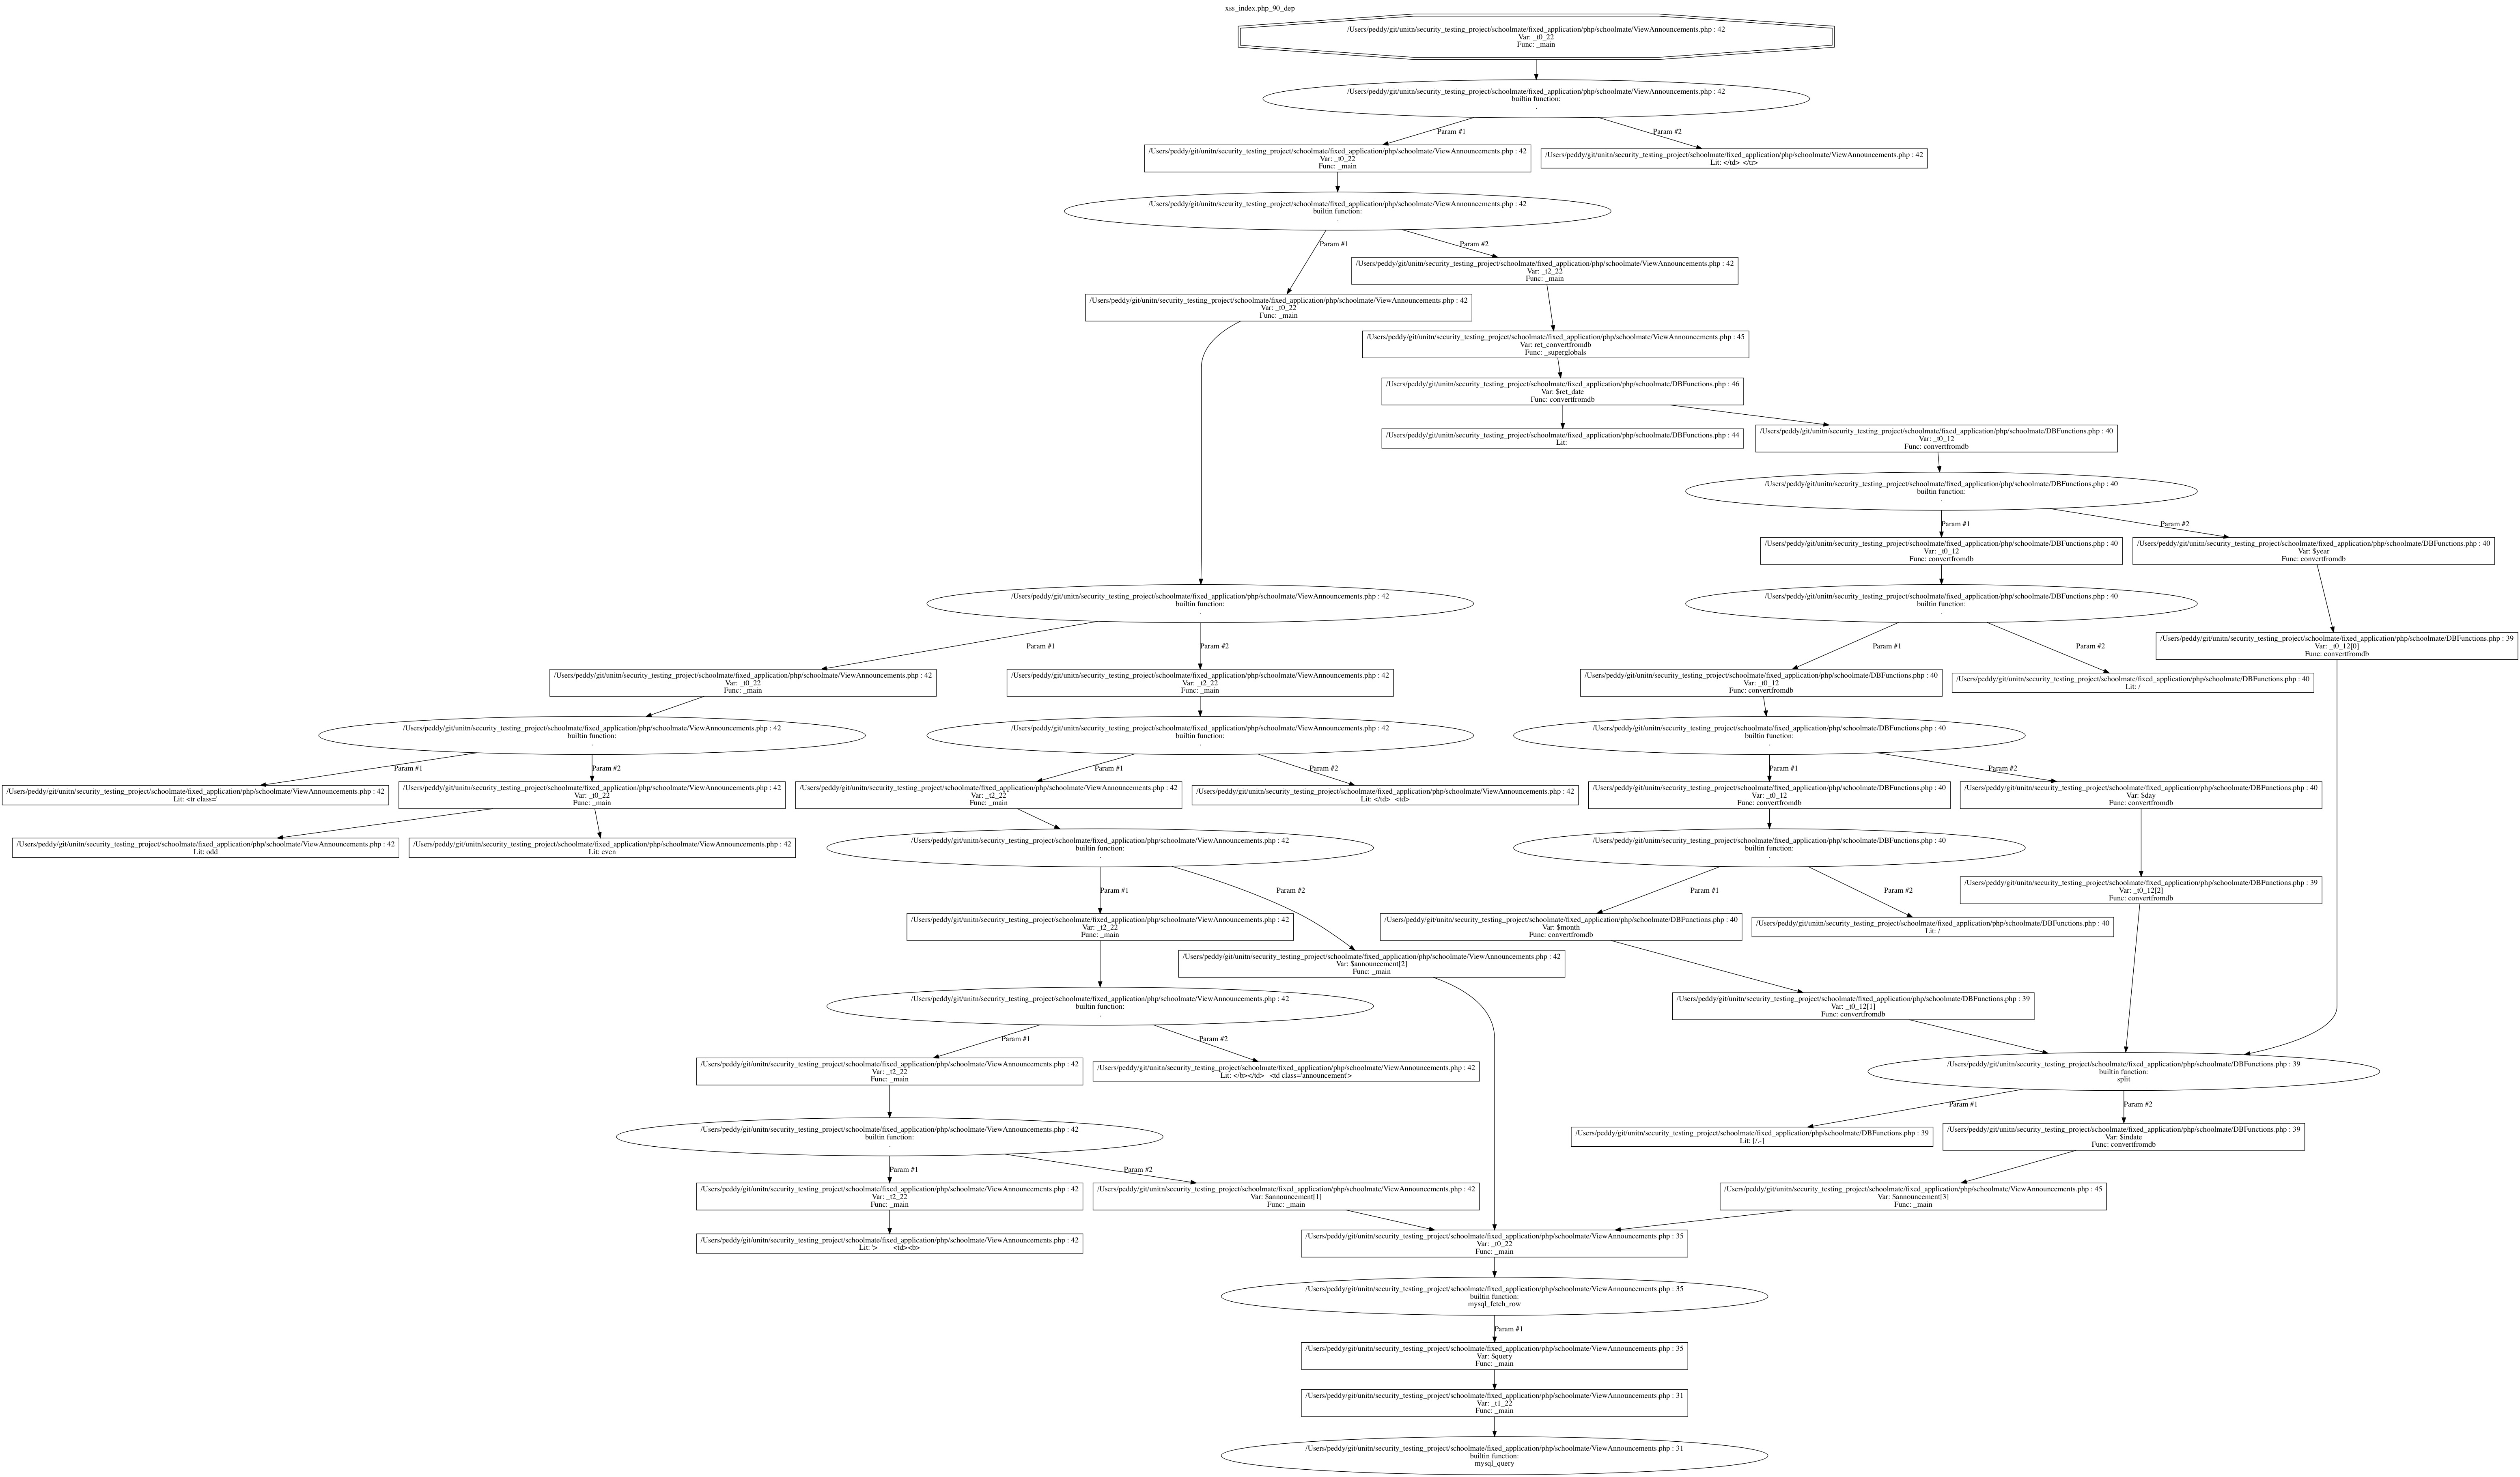 xss_index.php_90_dep
/Users/peddy/git/unitn/security_testing_project/schoolmate/fixed_application/php/schoolmate/ViewAnnouncements.php : 42
Var: _t0_22
Func: _main
/Users/peddy/git/unitn/security_testing_project/schoolmate/fixed_application/php/schoolmate/ViewAnnouncements.php : 42
builtin function:
.
Param #1
Param #2
/Users/peddy/git/unitn/security_testing_project/schoolmate/fixed_application/php/schoolmate/ViewAnnouncements.php : 42
Var: _t0_22
Func: _main
/Users/peddy/git/unitn/security_testing_project/schoolmate/fixed_application/php/schoolmate/ViewAnnouncements.php : 42
Lit: </td> </tr>
/Users/peddy/git/unitn/security_testing_project/schoolmate/fixed_application/php/schoolmate/ViewAnnouncements.php : 42
builtin function:
.
Param #1
Param #2
/Users/peddy/git/unitn/security_testing_project/schoolmate/fixed_application/php/schoolmate/ViewAnnouncements.php : 42
Var: _t2_22
Func: _main
/Users/peddy/git/unitn/security_testing_project/schoolmate/fixed_application/php/schoolmate/ViewAnnouncements.php : 42
Var: _t0_22
Func: _main
/Users/peddy/git/unitn/security_testing_project/schoolmate/fixed_application/php/schoolmate/ViewAnnouncements.php : 45
Var: ret_convertfromdb
Func: _superglobals
/Users/peddy/git/unitn/security_testing_project/schoolmate/fixed_application/php/schoolmate/DBFunctions.php : 46
Var: $ret_date
Func: convertfromdb
/Users/peddy/git/unitn/security_testing_project/schoolmate/fixed_application/php/schoolmate/DBFunctions.php : 44
Lit:
/Users/peddy/git/unitn/security_testing_project/schoolmate/fixed_application/php/schoolmate/DBFunctions.php : 40
Var: _t0_12
Func: convertfromdb
/Users/peddy/git/unitn/security_testing_project/schoolmate/fixed_application/php/schoolmate/DBFunctions.php : 40
builtin function:
.
Param #1
Param #2
/Users/peddy/git/unitn/security_testing_project/schoolmate/fixed_application/php/schoolmate/DBFunctions.php : 40
Var: _t0_12
Func: convertfromdb
/Users/peddy/git/unitn/security_testing_project/schoolmate/fixed_application/php/schoolmate/DBFunctions.php : 40
Var: $year
Func: convertfromdb
/Users/peddy/git/unitn/security_testing_project/schoolmate/fixed_application/php/schoolmate/ViewAnnouncements.php : 42
builtin function:
.
/Users/peddy/git/unitn/security_testing_project/schoolmate/fixed_application/php/schoolmate/DBFunctions.php : 40
builtin function:
.
Param #1
Param #2
Param #1
Param #2
/Users/peddy/git/unitn/security_testing_project/schoolmate/fixed_application/php/schoolmate/DBFunctions.php : 39
Var: _t0_12[0]
Func: convertfromdb
/Users/peddy/git/unitn/security_testing_project/schoolmate/fixed_application/php/schoolmate/ViewAnnouncements.php : 42
Var: _t0_22
Func: _main
/Users/peddy/git/unitn/security_testing_project/schoolmate/fixed_application/php/schoolmate/ViewAnnouncements.php : 42
Var: _t2_22
Func: _main
/Users/peddy/git/unitn/security_testing_project/schoolmate/fixed_application/php/schoolmate/DBFunctions.php : 40
Var: _t0_12
Func: convertfromdb
/Users/peddy/git/unitn/security_testing_project/schoolmate/fixed_application/php/schoolmate/DBFunctions.php : 40
Lit: /
/Users/peddy/git/unitn/security_testing_project/schoolmate/fixed_application/php/schoolmate/ViewAnnouncements.php : 42
builtin function:
.
/Users/peddy/git/unitn/security_testing_project/schoolmate/fixed_application/php/schoolmate/ViewAnnouncements.php : 42
builtin function:
.
/Users/peddy/git/unitn/security_testing_project/schoolmate/fixed_application/php/schoolmate/DBFunctions.php : 40
builtin function:
.
Param #1
Param #2
Param #1
Param #2
Param #1
Param #2
/Users/peddy/git/unitn/security_testing_project/schoolmate/fixed_application/php/schoolmate/ViewAnnouncements.php : 42
Lit: <tr class='
/Users/peddy/git/unitn/security_testing_project/schoolmate/fixed_application/php/schoolmate/ViewAnnouncements.php : 42
Var: _t0_22
Func: _main
/Users/peddy/git/unitn/security_testing_project/schoolmate/fixed_application/php/schoolmate/ViewAnnouncements.php : 42
Var: _t2_22
Func: _main
/Users/peddy/git/unitn/security_testing_project/schoolmate/fixed_application/php/schoolmate/ViewAnnouncements.php : 42
Lit: </td> <td>
/Users/peddy/git/unitn/security_testing_project/schoolmate/fixed_application/php/schoolmate/DBFunctions.php : 40
Var: _t0_12
Func: convertfromdb
/Users/peddy/git/unitn/security_testing_project/schoolmate/fixed_application/php/schoolmate/DBFunctions.php : 40
Var: $day
Func: convertfromdb
/Users/peddy/git/unitn/security_testing_project/schoolmate/fixed_application/php/schoolmate/ViewAnnouncements.php : 42
Lit: odd
/Users/peddy/git/unitn/security_testing_project/schoolmate/fixed_application/php/schoolmate/ViewAnnouncements.php : 42
Lit: even
/Users/peddy/git/unitn/security_testing_project/schoolmate/fixed_application/php/schoolmate/ViewAnnouncements.php : 42
builtin function:
.
/Users/peddy/git/unitn/security_testing_project/schoolmate/fixed_application/php/schoolmate/DBFunctions.php : 40
builtin function:
.
Param #1
Param #2
Param #1
Param #2
/Users/peddy/git/unitn/security_testing_project/schoolmate/fixed_application/php/schoolmate/DBFunctions.php : 39
Var: _t0_12[2]
Func: convertfromdb
/Users/peddy/git/unitn/security_testing_project/schoolmate/fixed_application/php/schoolmate/ViewAnnouncements.php : 42
Var: _t2_22
Func: _main
/Users/peddy/git/unitn/security_testing_project/schoolmate/fixed_application/php/schoolmate/DBFunctions.php : 40
Var: $month
Func: convertfromdb
/Users/peddy/git/unitn/security_testing_project/schoolmate/fixed_application/php/schoolmate/DBFunctions.php : 40
Lit: /
/Users/peddy/git/unitn/security_testing_project/schoolmate/fixed_application/php/schoolmate/ViewAnnouncements.php : 42
Var: $announcement[2]
Func: _main
/Users/peddy/git/unitn/security_testing_project/schoolmate/fixed_application/php/schoolmate/ViewAnnouncements.php : 42
builtin function:
.
/Users/peddy/git/unitn/security_testing_project/schoolmate/fixed_application/php/schoolmate/DBFunctions.php : 39
Var: _t0_12[1]
Func: convertfromdb
Param #1
Param #2
/Users/peddy/git/unitn/security_testing_project/schoolmate/fixed_application/php/schoolmate/ViewAnnouncements.php : 42
Var: _t2_22
Func: _main
/Users/peddy/git/unitn/security_testing_project/schoolmate/fixed_application/php/schoolmate/ViewAnnouncements.php : 42
Lit: </b></td> <td class='announcement'>
/Users/peddy/git/unitn/security_testing_project/schoolmate/fixed_application/php/schoolmate/DBFunctions.php : 39
builtin function:
split
Param #1
Param #2
/Users/peddy/git/unitn/security_testing_project/schoolmate/fixed_application/php/schoolmate/ViewAnnouncements.php : 42
builtin function:
.
/Users/peddy/git/unitn/security_testing_project/schoolmate/fixed_application/php/schoolmate/DBFunctions.php : 39
Lit: [/.-]
/Users/peddy/git/unitn/security_testing_project/schoolmate/fixed_application/php/schoolmate/DBFunctions.php : 39
Var: $indate
Func: convertfromdb
Param #1
Param #2
/Users/peddy/git/unitn/security_testing_project/schoolmate/fixed_application/php/schoolmate/ViewAnnouncements.php : 42
Var: _t2_22
Func: _main
/Users/peddy/git/unitn/security_testing_project/schoolmate/fixed_application/php/schoolmate/ViewAnnouncements.php : 42
Var: $announcement[1]
Func: _main
/Users/peddy/git/unitn/security_testing_project/schoolmate/fixed_application/php/schoolmate/ViewAnnouncements.php : 45
Var: $announcement[3]
Func: _main
/Users/peddy/git/unitn/security_testing_project/schoolmate/fixed_application/php/schoolmate/ViewAnnouncements.php : 42
Lit: '> <td><b>
/Users/peddy/git/unitn/security_testing_project/schoolmate/fixed_application/php/schoolmate/ViewAnnouncements.php : 35
Var: _t0_22
Func: _main
/Users/peddy/git/unitn/security_testing_project/schoolmate/fixed_application/php/schoolmate/ViewAnnouncements.php : 35
builtin function:
mysql_fetch_row
Param #1
/Users/peddy/git/unitn/security_testing_project/schoolmate/fixed_application/php/schoolmate/ViewAnnouncements.php : 35
Var: $query
Func: _main
/Users/peddy/git/unitn/security_testing_project/schoolmate/fixed_application/php/schoolmate/ViewAnnouncements.php : 31
Var: _t1_22
Func: _main
/Users/peddy/git/unitn/security_testing_project/schoolmate/fixed_application/php/schoolmate/ViewAnnouncements.php : 31
builtin function:
mysql_query